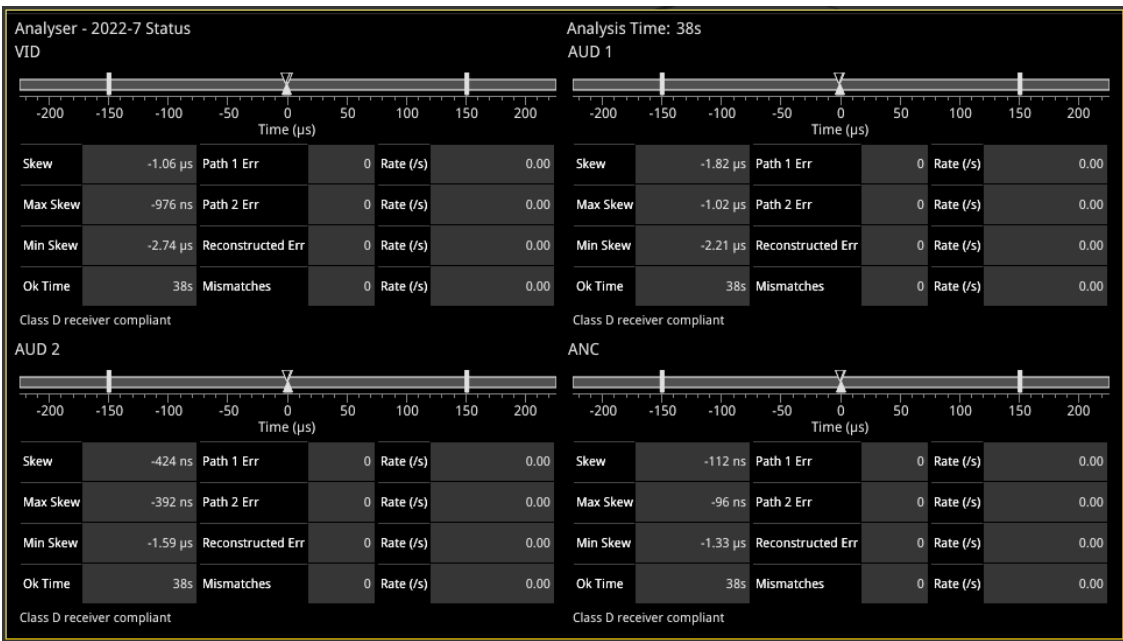 Analyser - 2022-7 Status
Analysis Time: 38s
VID
-200 -150 -100 -50 0 50 100 150 200
Time (µs)
Skew -1.06 µs Path 1 Err 0 Rate (/s) 0.00
Max Skew -976 ns Path 2 Err 0 Rate (/s) 0.00
Min Skew -2.74 µs Reconstructed Err 0 Rate (/s) 0.00
Ok Time 38s Mismatches 0 Rate (/s) 0.00
Class D receiver compliant
AUD 1
-200 -150 -100 -50 0 50 100 150 200
Time (µs)
Skew -1.82 µs Path 1 Err 0 Rate (/s) 0.00
Max Skew -1.02 µs Path 2 Err 0 Rate (/s) 0.00
Min Skew -2.21 µs Reconstructed Err 0 Rate (/s) 0.00
Ok Time 38s Mismatches 0 Rate (/s) 0.00
Class D receiver compliant
AUD 2
-200 -150 -100 -50 0 50 100 150 200
Time (µs)
Skew -424 ns Path 1 Err 0 Rate (/s) 0.00
Max Skew -392 ns Path 2 Err 0 Rate (/s) 0.00
Min Skew -1.59 µs Reconstructed Err 0 Rate (/s) 0.00
Ok Time 38s Mismatches 0 Rate (/s) 0.00
Class D receiver compliant
ANC
-200 -150 -100 -50 0 50 100 150 200
Time (µs)
Skew -112 ns Path 1 Err 0 Rate (/s) 0.00
Max Skew -96 ns Path 2 Err 0 Rate (/s) 0.00
Min Skew -1.33 µs Reconstructed Err 0 Rate (/s) 0.00
Ok Time 38s Mismatches 0 Rate (/s) 0.00
Class D receiver compliant